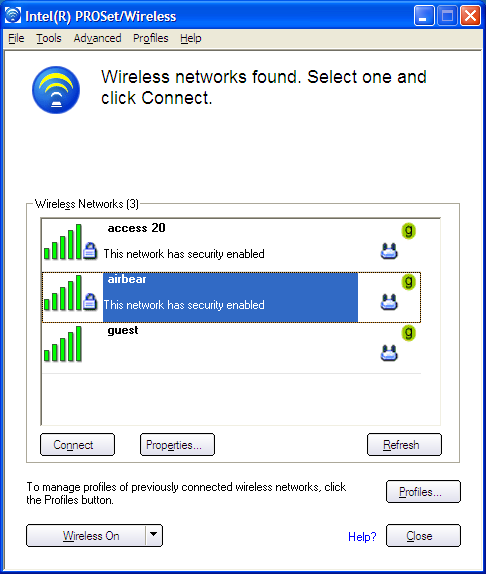 Intel(R) PROSet/Wireless
File Tools Advanced Profiles Help
Wireless networks found. Select one and
click Connect.
Wireless Networks (3)
access 20
g
This network has security enabled
airbear
g
This network has security enabled
guest
g
Connect Properties... Refresh
To manage profiles of previously connected wireless networks, click
the Profiles button.
Profiles...
Wireless On Help? Close